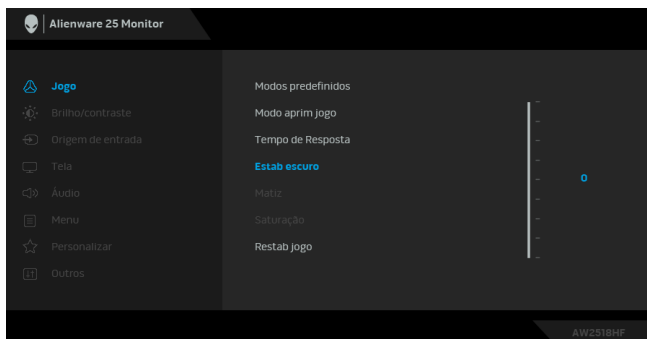 Alienware 25 Monitor
Jogo
Brilho/contraste
Origem de entrada
Tela
Áudio
Menu
Personalizar
Outros
Modos predefinidos
Modo aprim jogo
Tempo de Resposta
Estab escuro
Matiz
Saturação
Restab jogo
0
AW2518HF